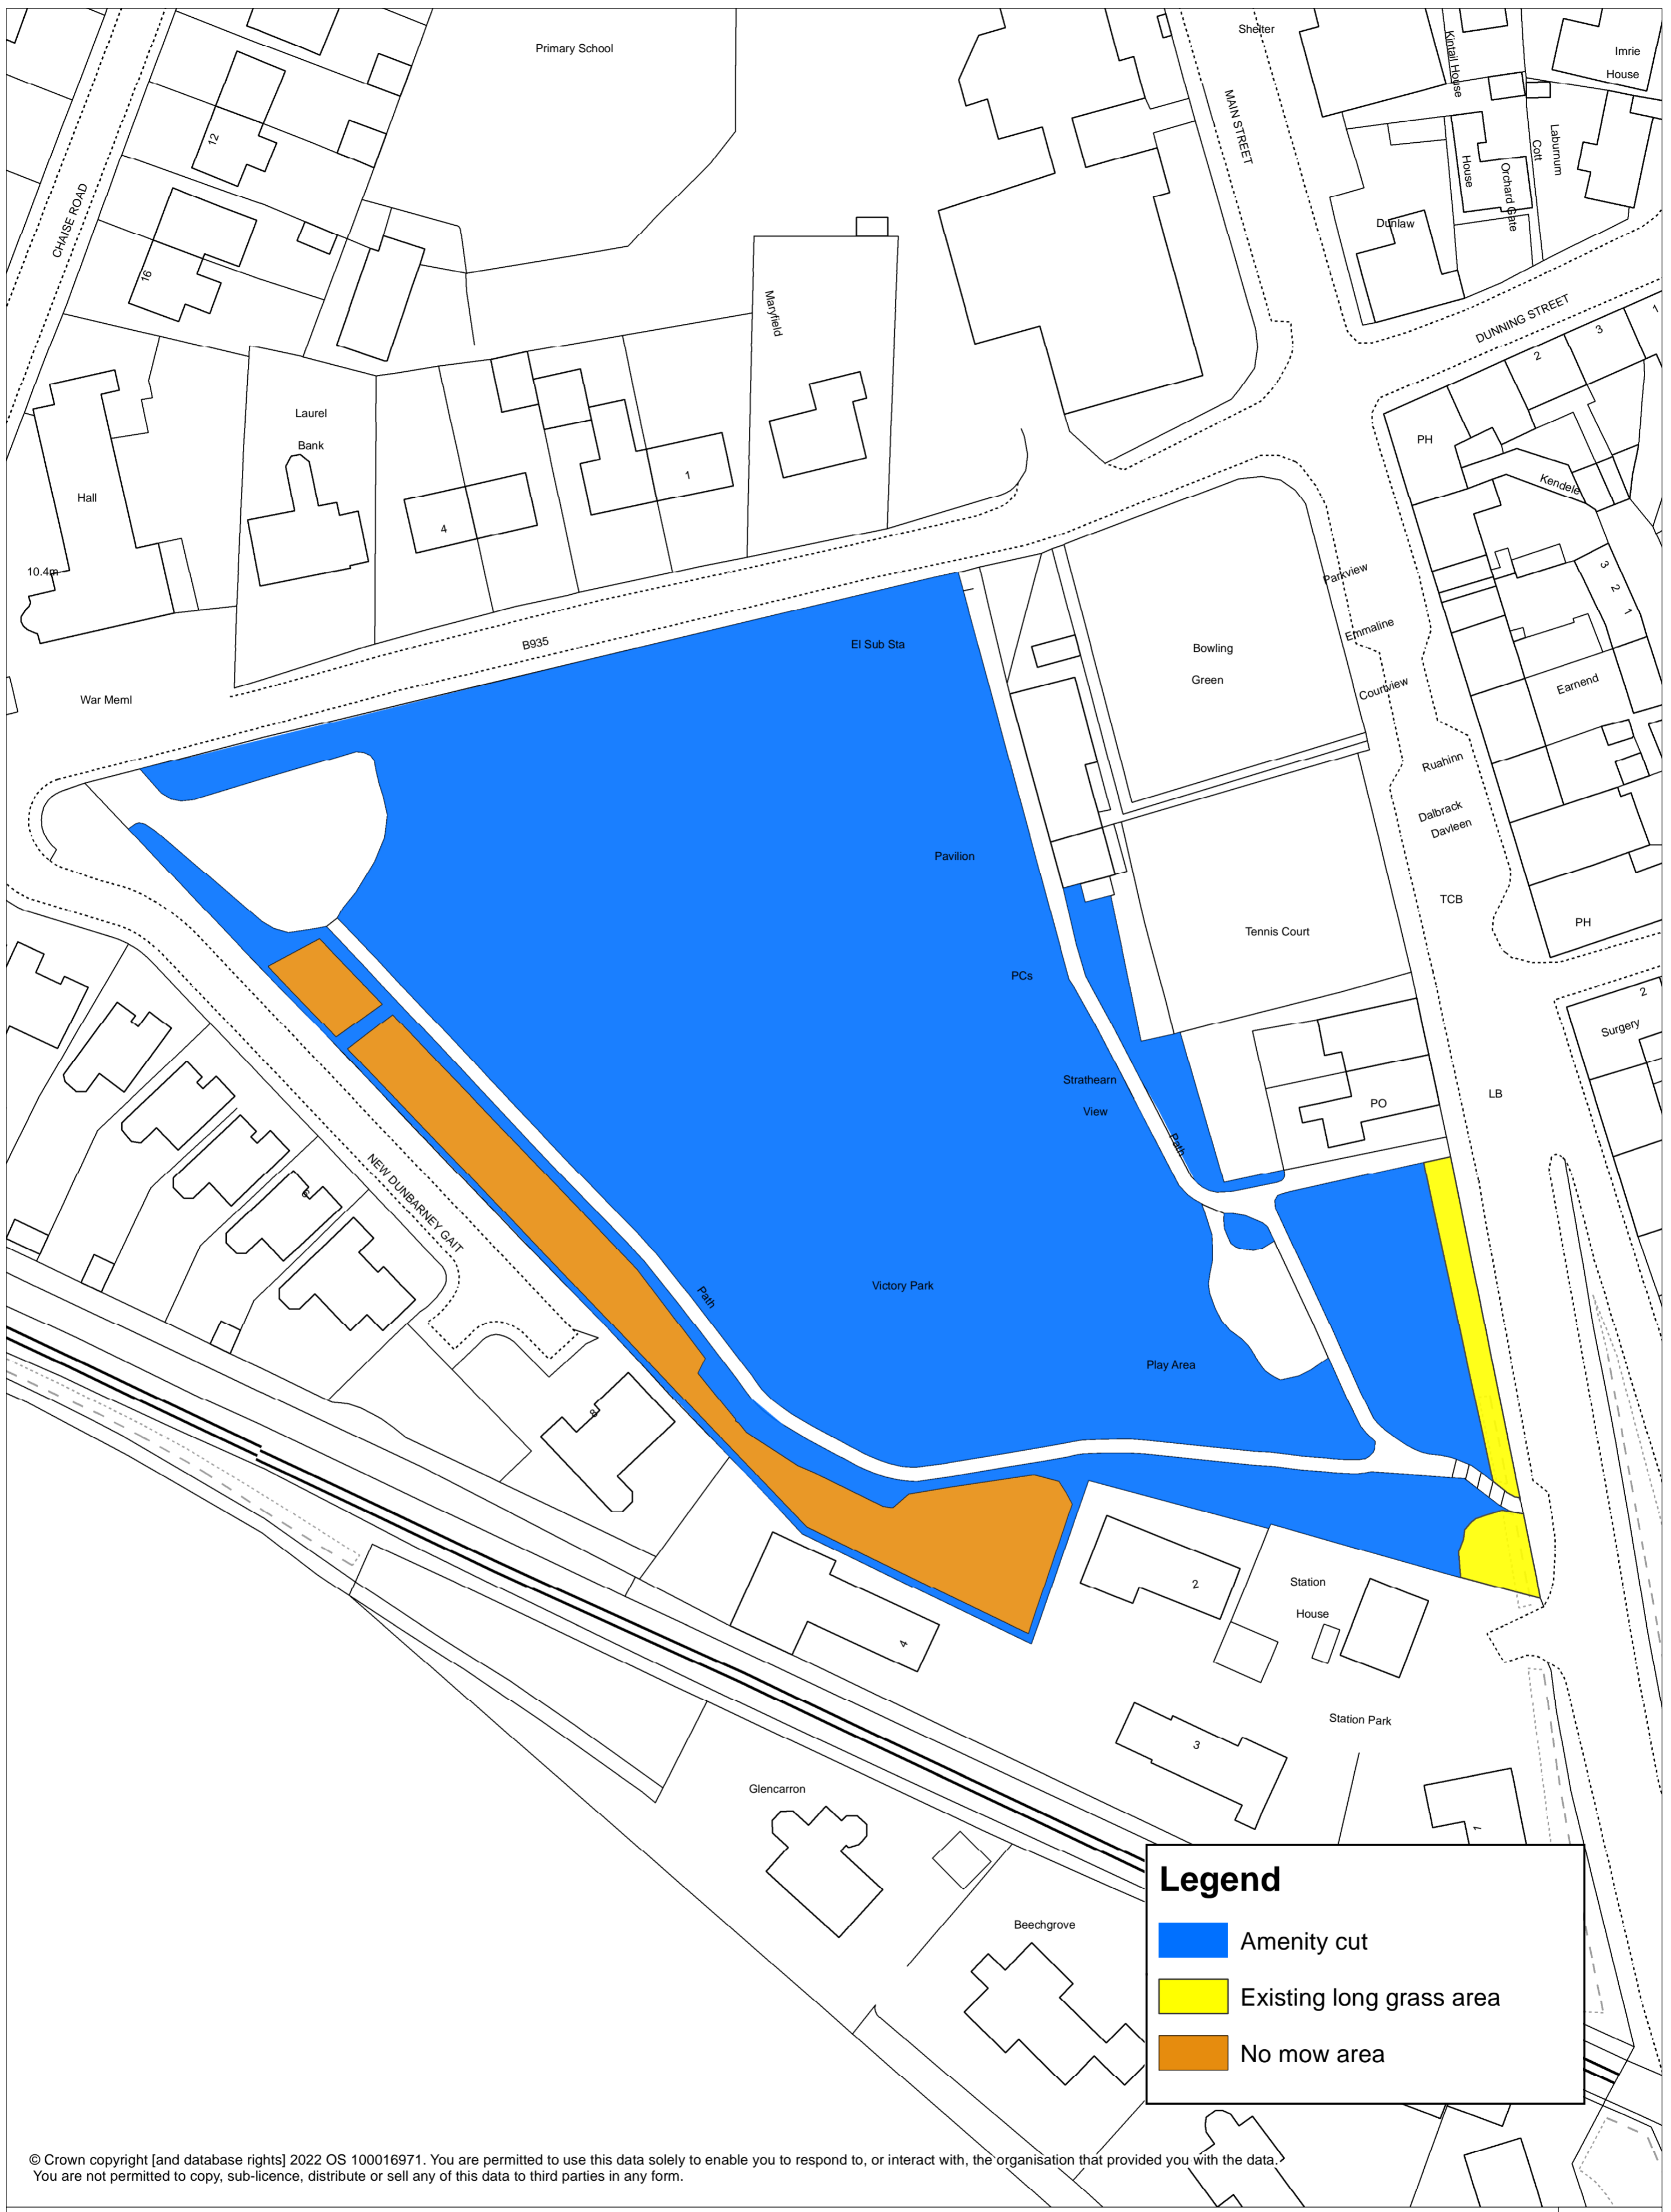 Primary School
Shelter
Kintail House
Imrie
House
MAIN STREET
12
CHAISE ROAD
House
Orchard Gate
Cott
Laburnum
Dunlaw
16
Maryfield
DUNNING STREET
1
3
2
Laurel
Bank
Hall
4
1
PH
Kendele
10.4m
B935
El Sub Sta
Bowling
Green
Parkview
Emmaline
Courtview
3
2
1
Earnend
War Meml
Ruahinn
Dalbrack
Davleen
Pavilion
TCB
PH
Tennis Court
PCs
2
Surgery
Strathearn
View
Path
PO
LB
NEW DUNBARNEY GAIT
6
Path
Victory Park
Play Area
8
2
Station
House
4
Station Park
3
Glencarron
1
Beechgrove
Legend
Amenity cut
Existing long grass area
No mow area
© Crown copyright [and database rights] 2022 OS 100016971. You are permitted to use this data solely to enable you to respond to, or interact with, the organisation that provided you with the data.
You are not permitted to copy, sub-licence, distribute or sell any of this data to third parties in any form.